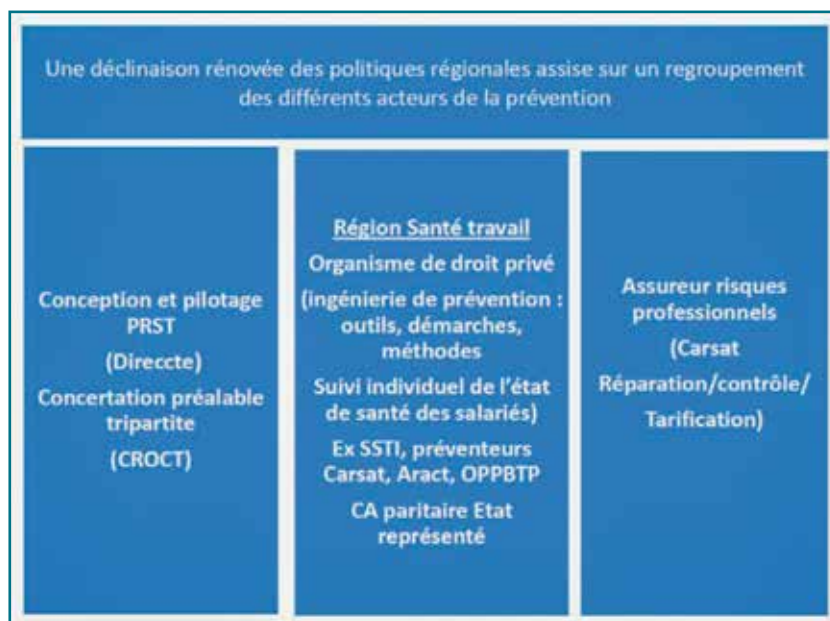 Une déclinaison rénovée des politiques régionales assise sur un regroupement
des différents acteurs de la prévention
Conception et pilotage
PRST
(Direccte)
Concertation préalable
tripartite
(CROCT)
Région Santé travail
Organisme de droit privé
(ingénierie de prévention :
outils, démarches,
méthodes
Suivi individuel de l'état
de santé des salariés)
Ex SSTI, préventeurs
Carsat, Aract, OPPBTP
CA paritaire Etat
représenté
Assureur risques
professionnels
(Carsat
Réparation/contrôle/
Tarification)